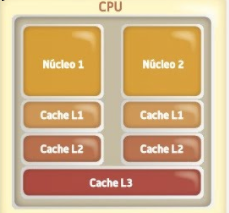 CPU
Núcleo 1
Núcleo 2
Cache L1
Cache L1
Cache L2
Cache L2
Cache L3